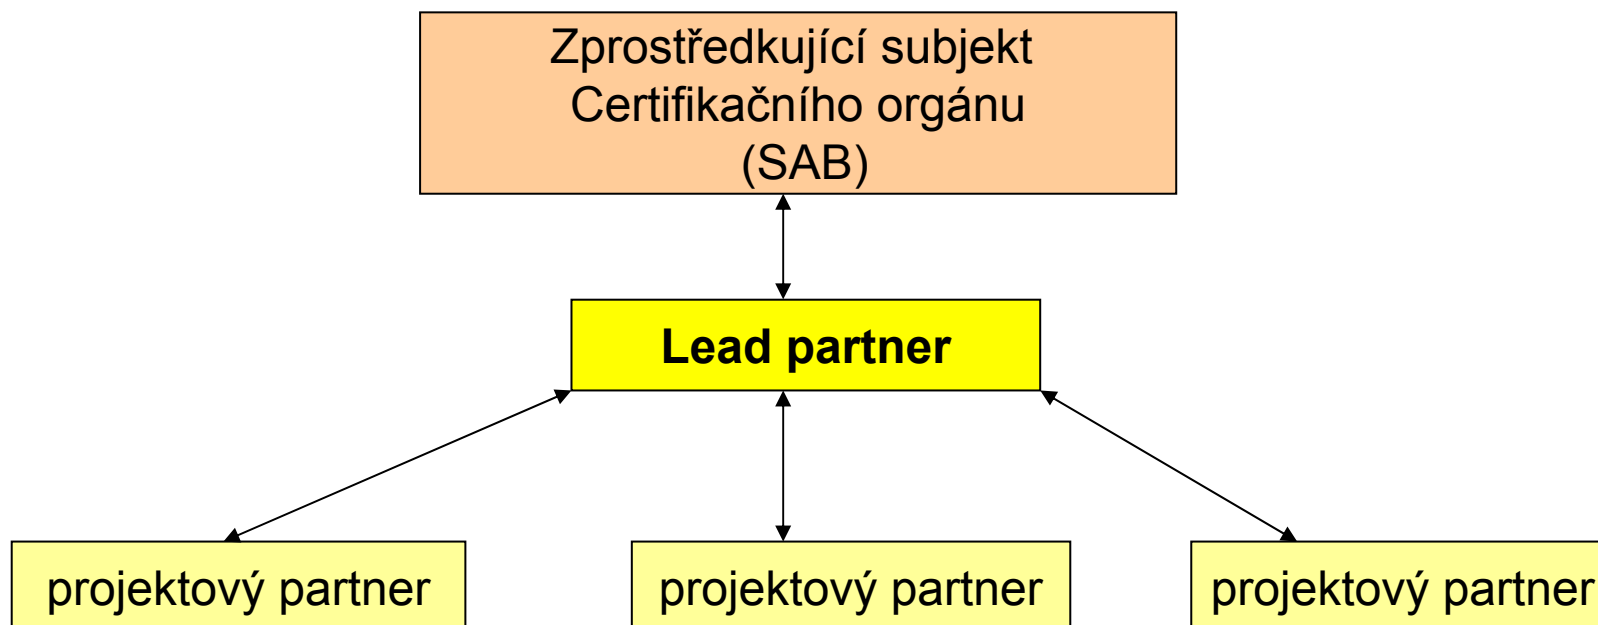 Zprostředkující subjekt
Certifikačního orgánu
(SAB)
Lead partner
projektový partner
projektový partner
projektový partner